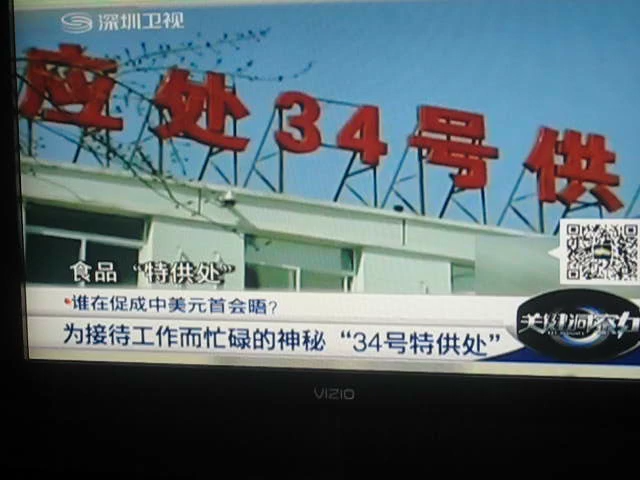 深圳卫视
应处34号供
食品“特供处”
谁在促成中美元首会晤?
关键洞察力
为接待工作而忙碌的神秘“34号特供处”
VIZIO